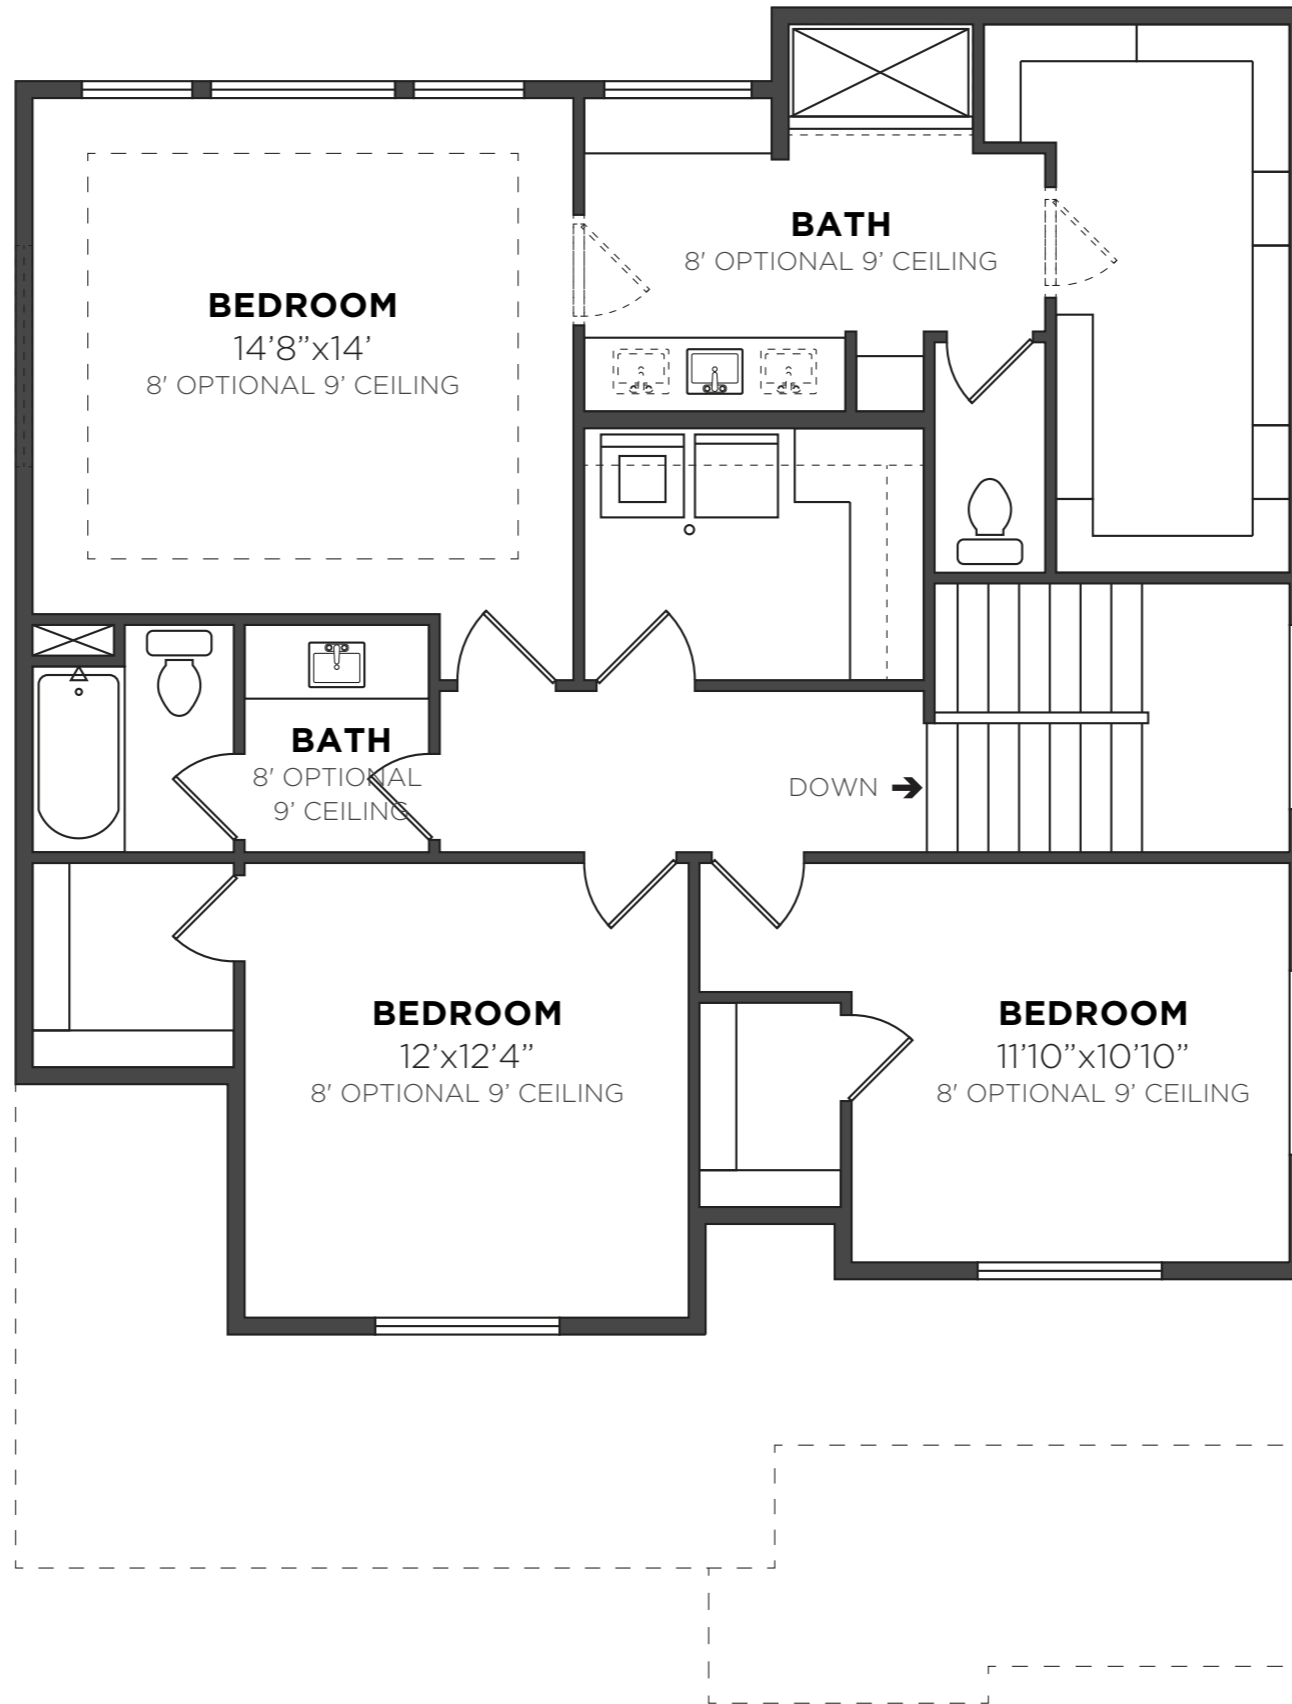 BATH
8' OPTIONAL 9’ CEILING
BEDROOM
14’8”x14’
8' OPTIONAL 9’ CEILING
BATH
8' OPTIONAL
9’ CEILING
DOWN
BEDROOM
12’x12’4”
8' OPTIONAL 9’ CEILING
BEDROOM
11’10”x10’10”
8' OPTIONAL 9’ CEILING